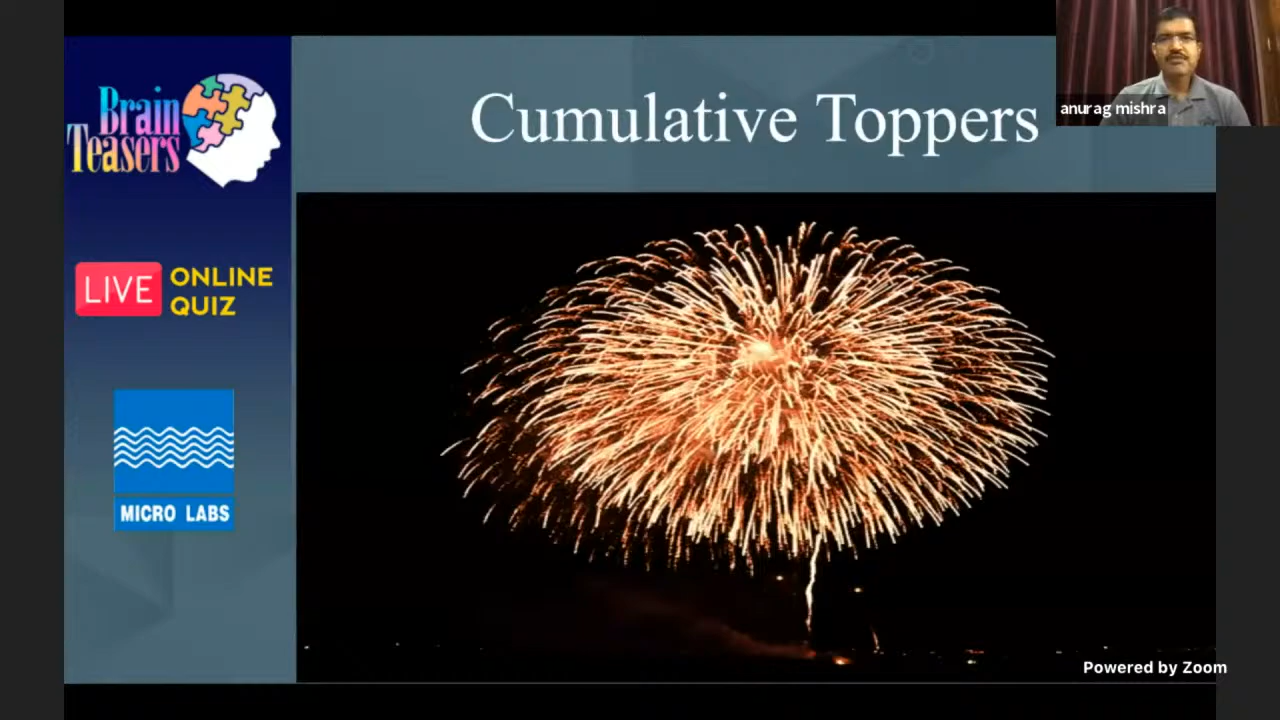 Brain
Teasers
Cumulative Toppers
anurag mishra
LIVE
ONLINE
QUIZ
MICRO LABS
Powered by Zoom